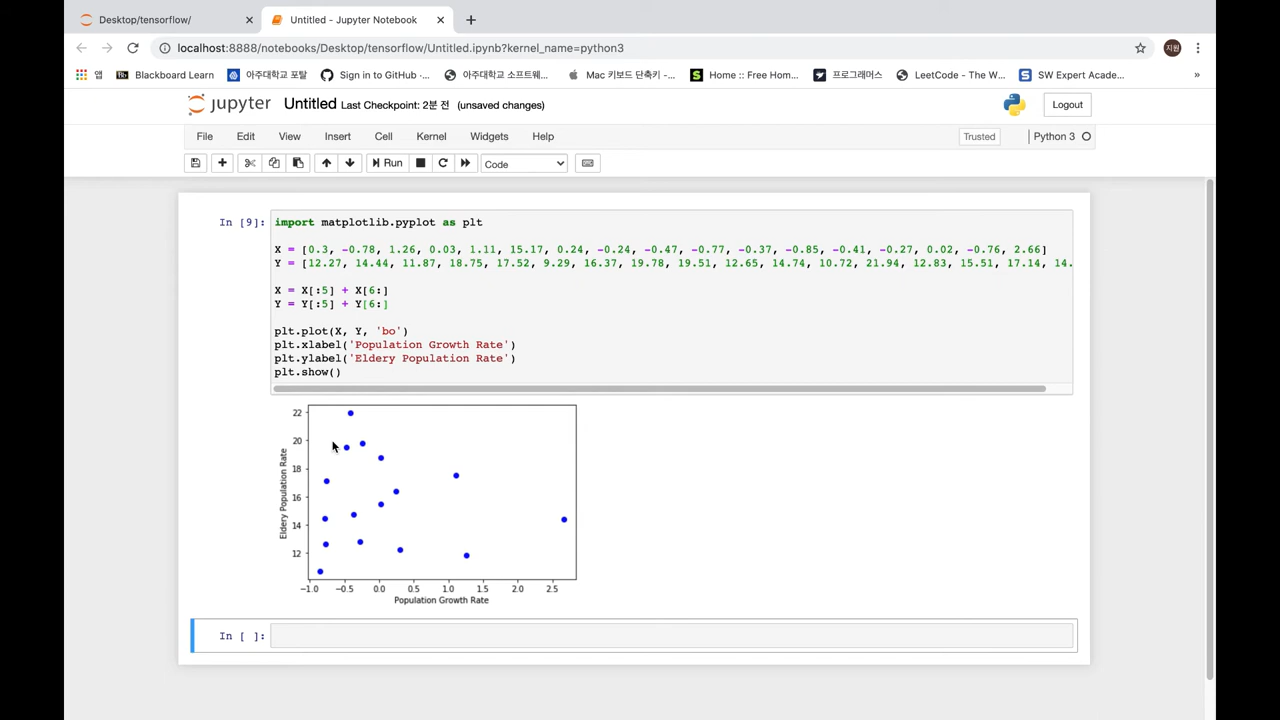 Desktop/tensorflow/
Untitled - Jupyter Notebook
localhost:8888/notebooks/Desktop/tensorflow/Untitled.ipynb?kernel_name=python3
지원
앱 Blackboard Learn 아주대학교 포탈 Sign in to GitHub ·... 아주대학교 소프트웨... Mac 키보드 단축키 -... Home :: Free Hom... 프로그래머스 LeetCode - The W... SW Expert Acade... »
jupyter Untitled Last Checkpoint: 2분 전 (unsaved changes) Logout
File Edit View Insert Cell Kernel Widgets Help Trusted Python 3
Run Code
In [9]:
import matplotlib.pyplot as plt
X = [0.3, -0.78, 1.26, 0.03, 1.11, 15.17, 0.24, -0.24, -0.47, -0.77, -0.37, -0.85, -0.41, -0.27, 0.02, -0.76, 2.66]
Y = [12.27, 14.44, 11.87, 18.75, 17.52, 9.29, 16.37, 19.78, 19.51, 12.65, 14.74, 10.72, 21.94, 12.83, 15.51, 17.14, 14.
X = X[:5] + X[6:]
Y = Y[:5] + Y[6:]
plt.plot(X, Y, 'bo')
plt.xlabel('Population Growth Rate')
plt.ylabel('Eldery Population Rate')
plt.show()
22
20
18
16
14
12
Eldery Population Rate
-1.0 -0.5 0.0 0.5 1.0 1.5 2.0 2.5
Population Growth Rate
In [ ]: